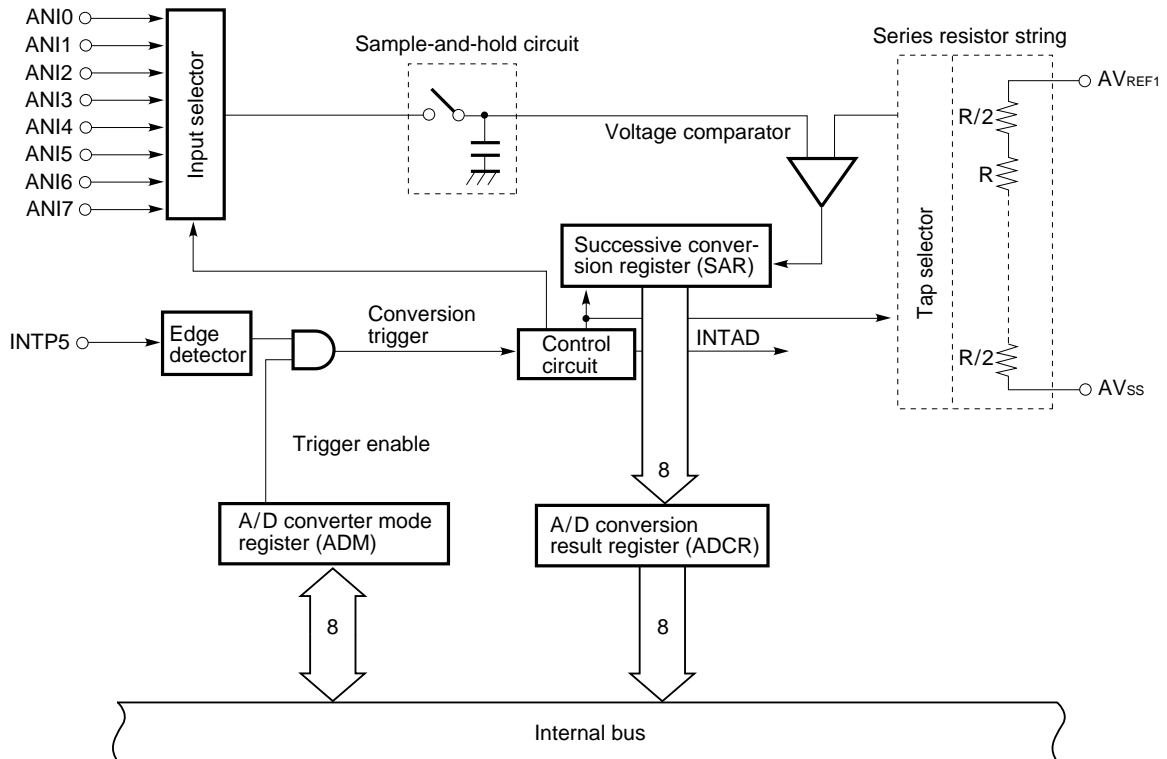 ANI0
ANI1
ANI2
ANI3
ANI4
ANI5
ANI6
ANI7
Input selector
Sample-and-hold circuit
Voltage comparator
Series resistor string
Tap selector
AVREF1
R/2
R
R/2
AVSS
Successive conver-
sion register (SAR)
INTP5
Edge
detector
Conversion
trigger
Control
circuit
INTAD
Trigger enable
8
A/D converter mode
register (ADM)
A/D conversion
result register (ADCR)
8
8
Internal bus